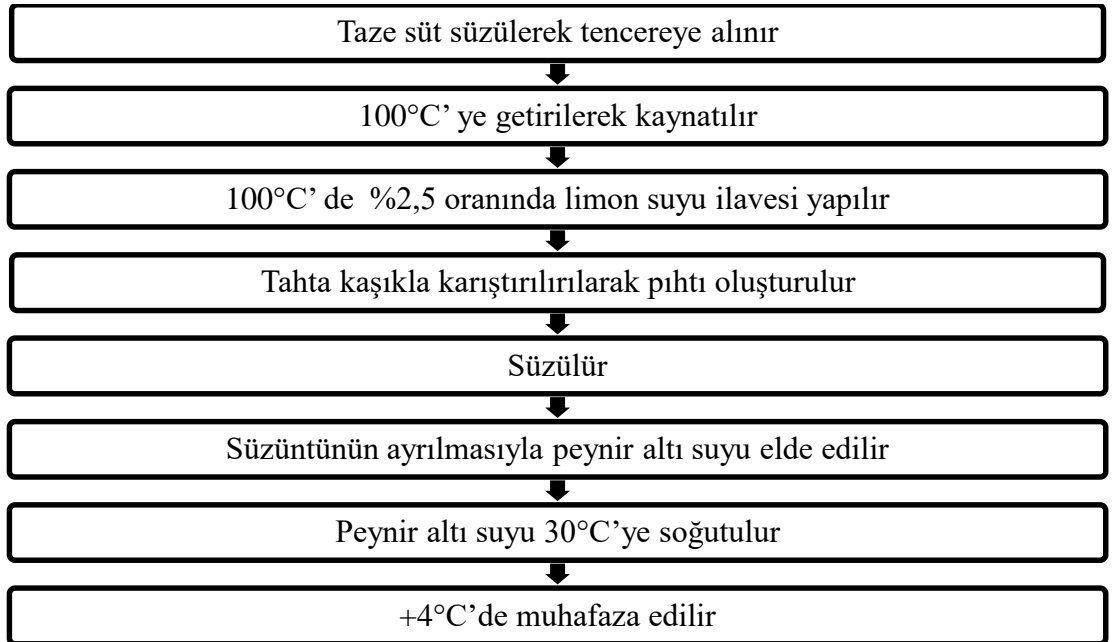 Taze süt süzülerek tencereye alınır
100°C’ ye getirilerek kaynatılır
100°C’ de %2,5 oranında limon suyu ilavesi yapılır
Tahta kaşıkla karıştırılırılarak pıhtı oluşturulur
Süzülür
Süzüntünün ayrılmasıyla peynir altı suyu elde edilir
Peynir altı suyu 30°C’ye soğutulur
+4°C’de muhafaza edilir